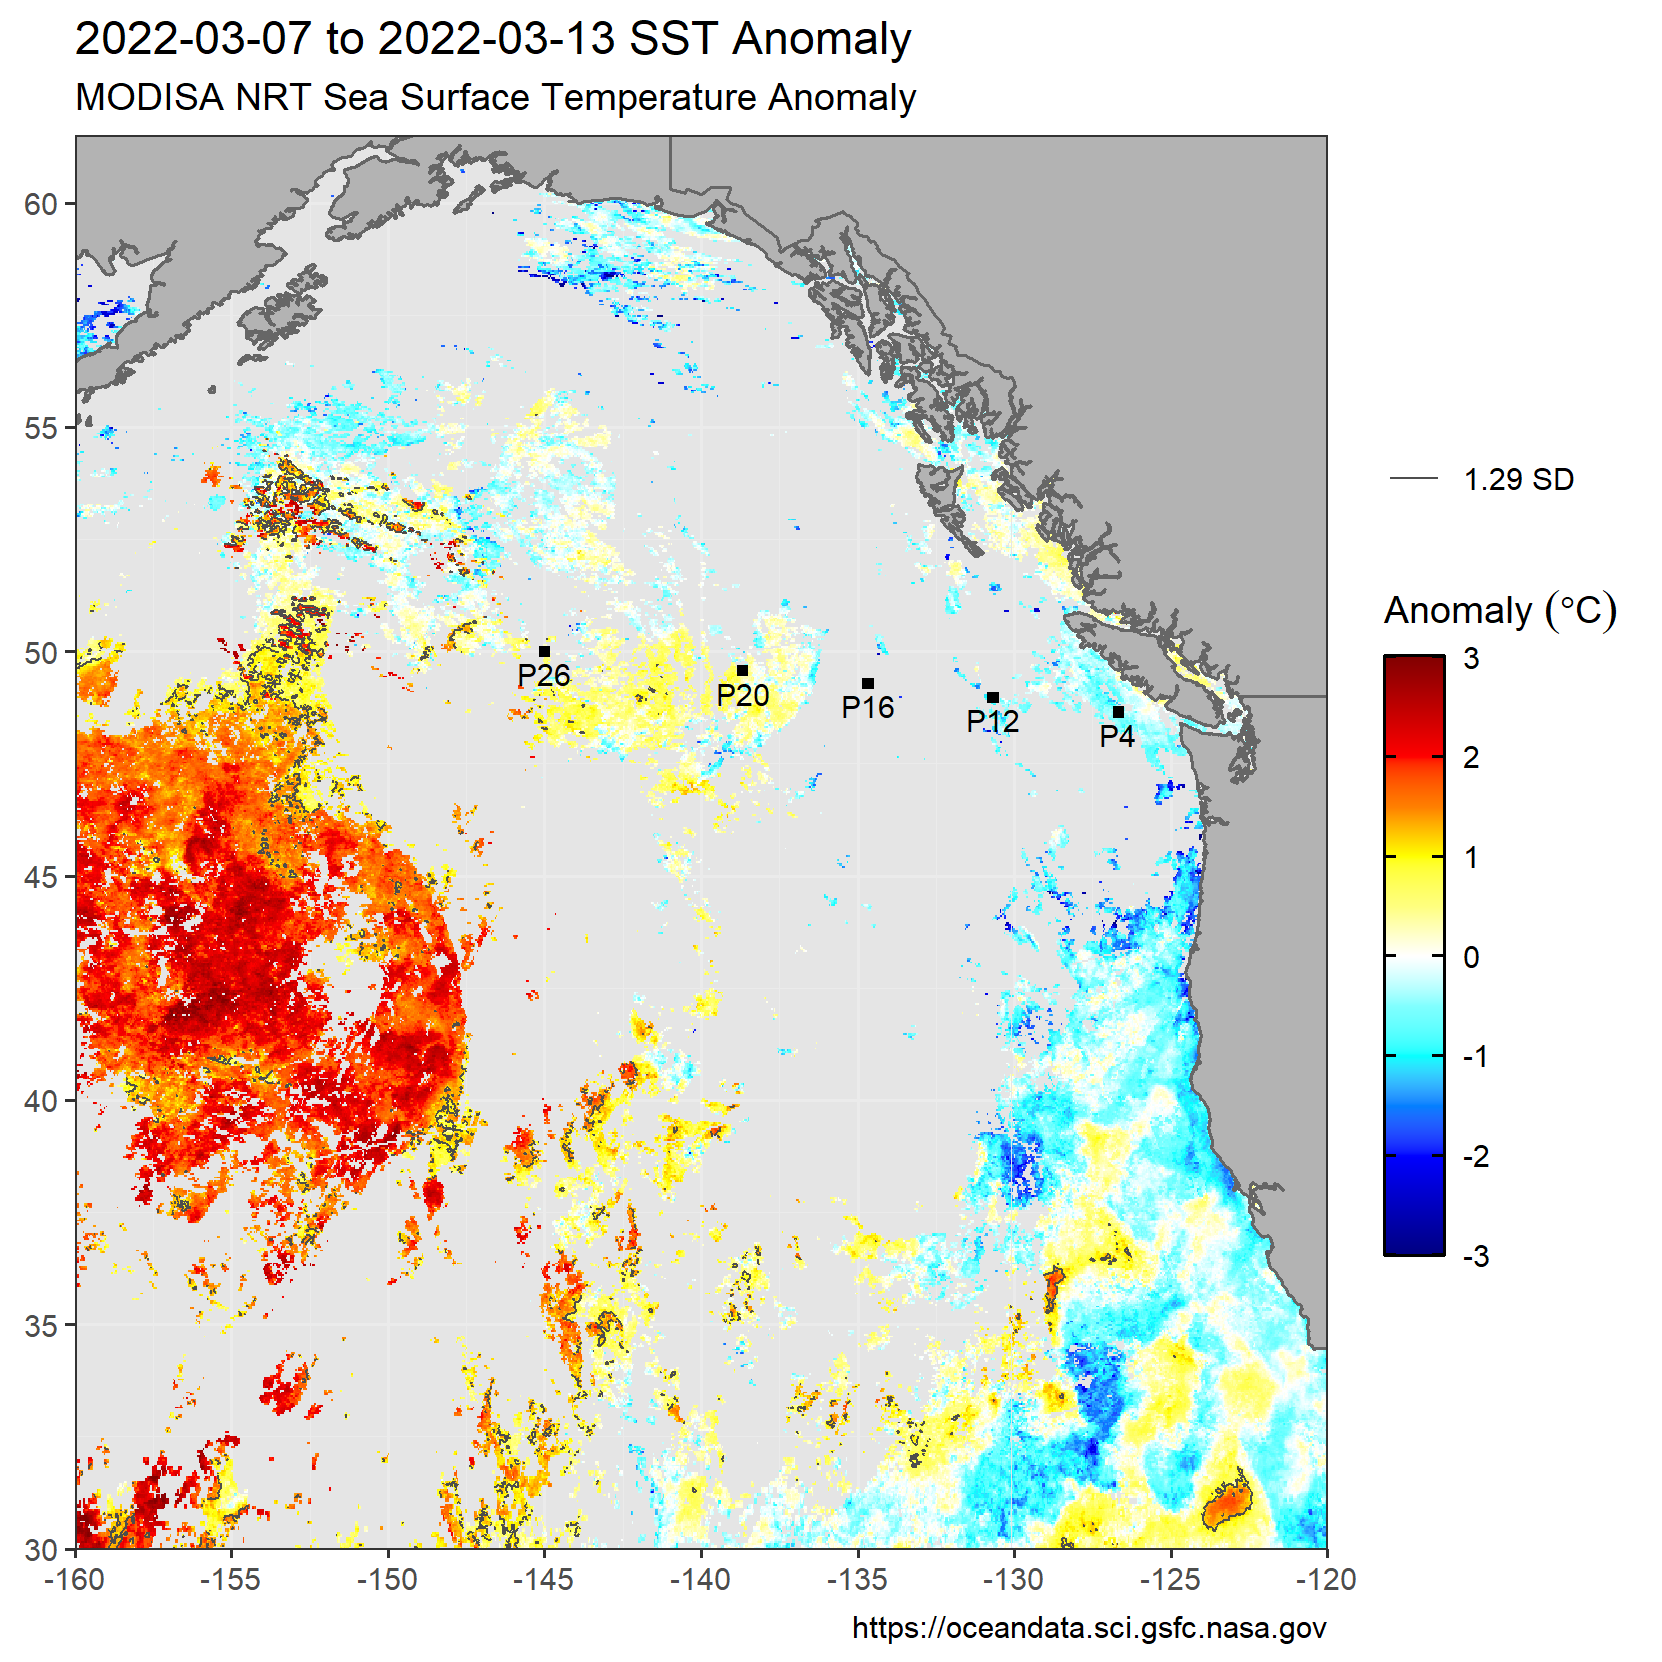 2022-03-07 to 2022-03-13 SST Anomaly
MODISA NRT Sea Surface Temperature Anomaly
60
55
50
45
40
35
30
-160
-155
-150
-145
-140
-135
-130
-125
-120
P26
P20
P16
P12
P4
1.29 SD
Anomaly (°C)
3
2
1
0
-1
-2
-3
https://oceandata.sci.gsfc.nasa.gov